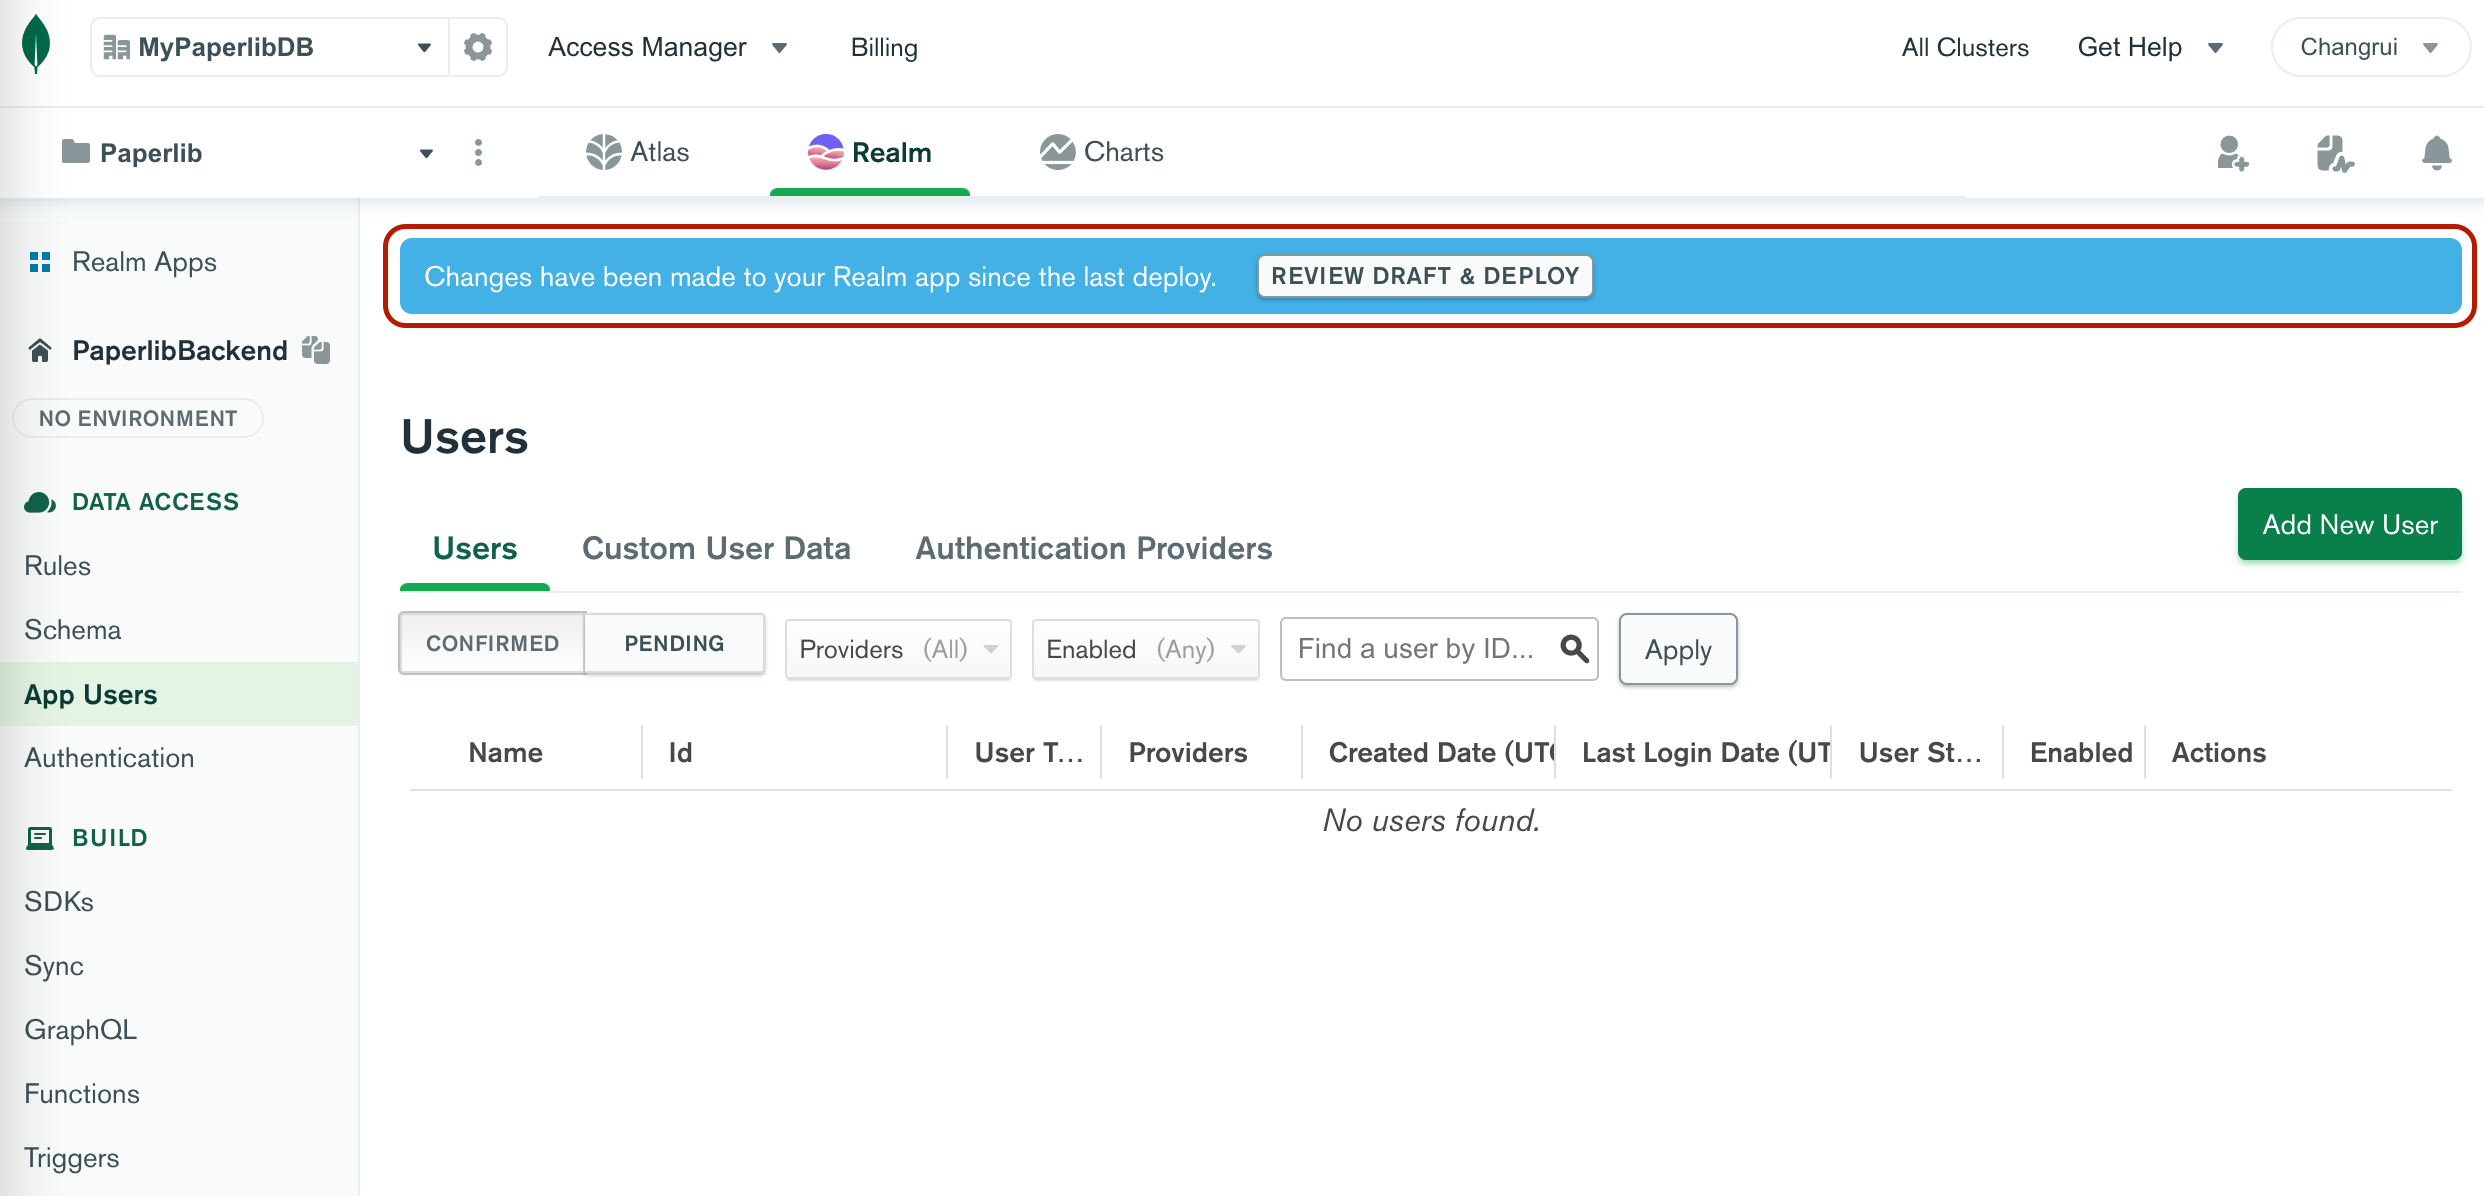 MyPaperlibDB
Access Manager
Billing
All Clusters
Get Help
Changrui
Paperlib
Atlas
Realm
Charts
Realm Apps
PaperlibBackend
NO ENVIRONMENT
DATA ACCESS
Rules
Schema
App Users
Authentication
BUILD
SDKs
Sync
GraphQL
Functions
Triggers
Changes have been made to your Realm app since the last deploy.
REVIEW DRAFT & DEPLOY
Users
Users
Custom User Data
Authentication Providers
Add New User
CONFIRMED
PENDING
Providers (All)
Enabled (Any)
Find a user by ID...
Apply
Name
Id
User T...
Providers
Created Date (UTC
Last Login Date (UT
User St...
Enabled
Actions
No users found.